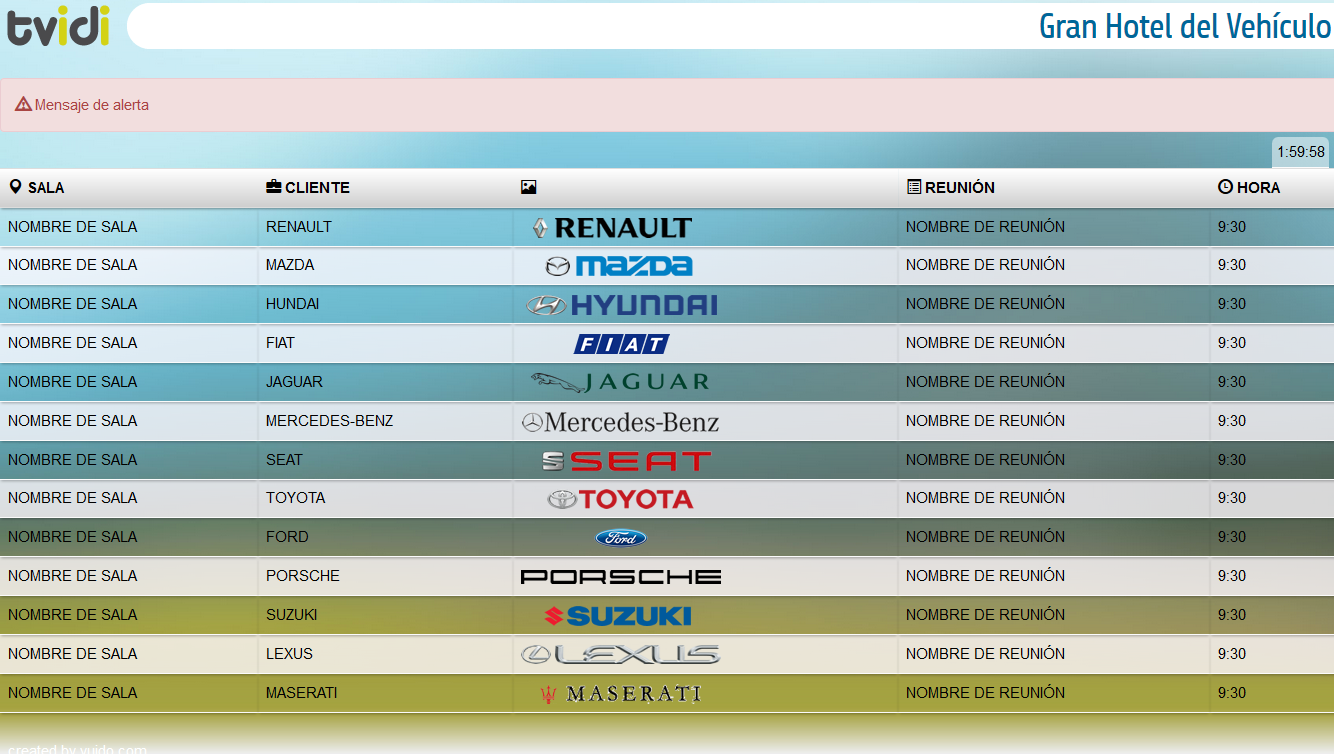 tvidi
Gran Hotel del Vehículo
Mensaje de alerta
1:59:58
SALA CLIENTE REUNIÓN HORA
NOMBRE DE SALA RENAULT RENAULT NOMBRE DE REUNIÓN 9:30
NOMBRE DE SALA MAZDA mazda NOMBRE DE REUNIÓN 9:30
NOMBRE DE SALA HUNDAI HYUNDAI NOMBRE DE REUNIÓN 9:30
NOMBRE DE SALA FIAT FIAT NOMBRE DE REUNIÓN 9:30
NOMBRE DE SALA JAGUAR JAGUAR NOMBRE DE REUNIÓN 9:30
NOMBRE DE SALA MERCEDES-BENZ Mercedes-Benz NOMBRE DE REUNIÓN 9:30
NOMBRE DE SALA SEAT SEAT NOMBRE DE REUNIÓN 9:30
NOMBRE DE SALA TOYOTA TOYOTA NOMBRE DE REUNIÓN 9:30
NOMBRE DE SALA FORD Ford NOMBRE DE REUNIÓN 9:30
NOMBRE DE SALA PORSCHE PORSCHE NOMBRE DE REUNIÓN 9:30
NOMBRE DE SALA SUZUKI SUZUKI NOMBRE DE REUNIÓN 9:30
NOMBRE DE SALA LEXUS LEXUS NOMBRE DE REUNIÓN 9:30
NOMBRE DE SALA MASERATI MASERATI NOMBRE DE REUNIÓN 9:30
created by yuido.com